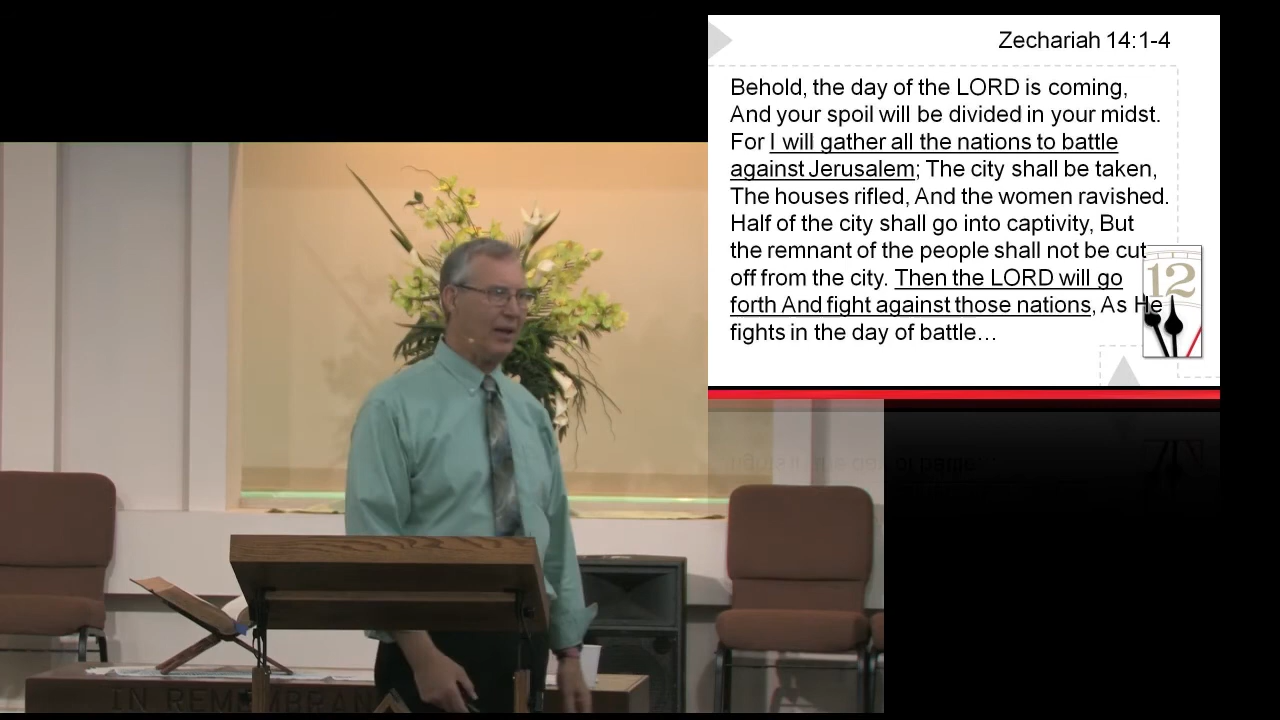 Zechariah 14:1-4
Behold, the day of the LORD is coming,
And your spoil will be divided in your midst.
For I will gather all the nations to battle
against Jerusalem; The city shall be taken,
The houses rifled, And the women ravished.
Half of the city shall go into captivity, But
the remnant of the people shall not be cut
off from the city. Then the LORD will go
forth And fight against those nations, As He
fights in the day of battle…
12
IN REMEMBRAN